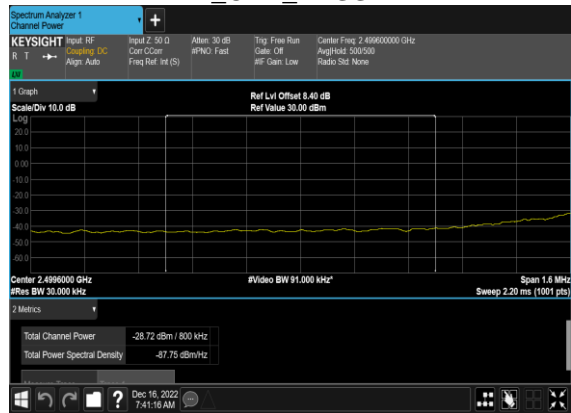 Spectrum Analyzer 1
Channel Power
+
KEYSIGHT
R T
LV
Input: RF
Coupling: DC
Align: Auto
Input Z: 50 Ω
Corr CCorr
Freq Ref: Int (S)
Atten: 30 dB
#PNO: Fast
Trig: Free Run
Gate: Off
#IF Gain: Low
Center Freq: 2.499600000 GHz
Avg|Hold: 500/500
Radio Std: None
1 Graph
Scale/Div 10.0 dB
Ref Lvl Offset 8.40 dB
Ref Value 30.00 dBm
Log
20.0
10.0
0.00
-10.0
-20.0
-30.0
-40.0
-50.0
-60.0
Center 2.4996000 GHz
#Video BW 91.000 kHz*
Span 1.6 MHz
#Res BW 30.000 kHz
Sweep 2.20 ms (1001 pts)
2 Metrics
Total Channel Power
-28.72 dBm / 800 kHz
Total Power Spectral Density
-87.75 dBm/Hz
?
Dec 16, 2022
7:41:16 AM